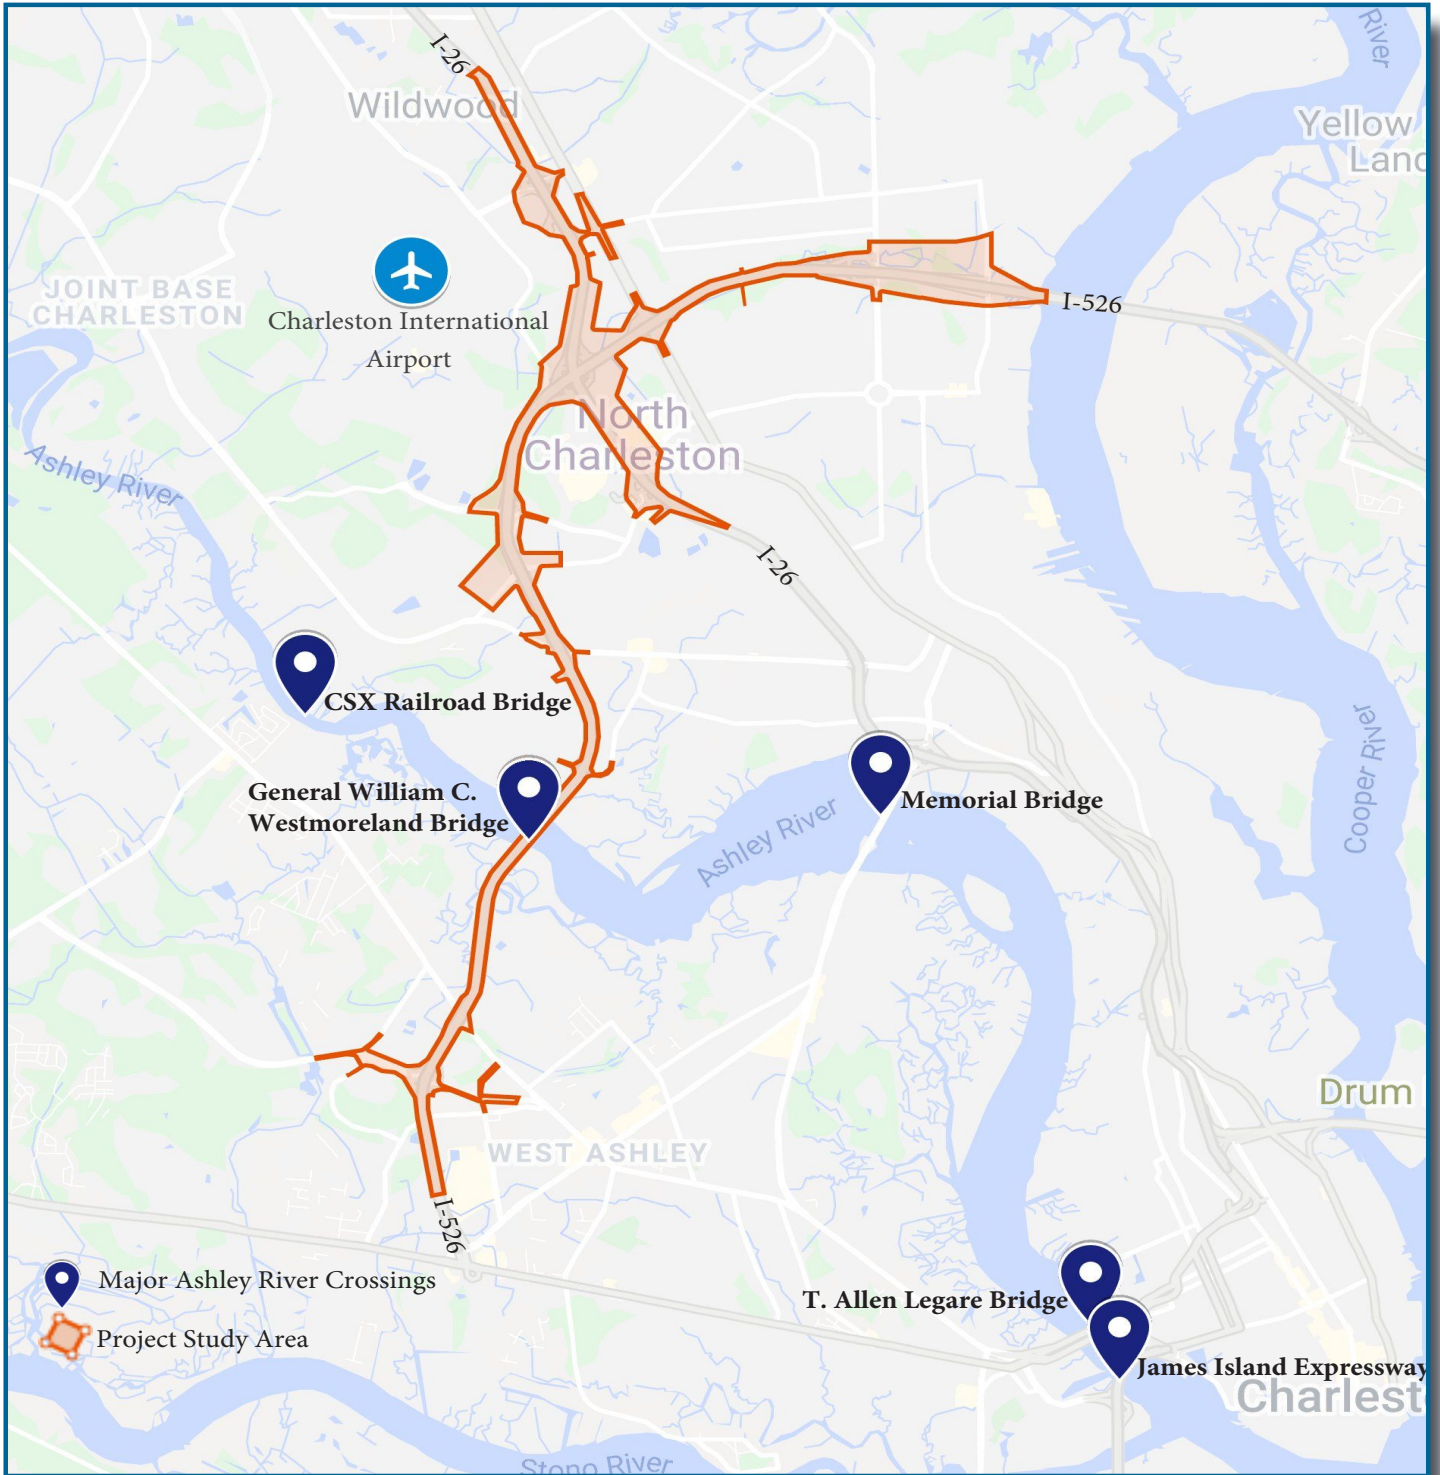 I-26
River
Wildwood
Yellow
Land
JOINT BASE
CHARLESTON
Charleston International
Airport
I-526
North
Charleston
Ashley River
I-26
CSX Railroad Bridge
General William C.
Westmoreland Bridge
Memorial Bridge
Ashley River
Cooper River
Drum
WEST ASHLEY
I-526
Major Ashley River Crossings
T. Allen Legare Bridge
Project Study Area
James Island Expressway
Charlest
Stono River